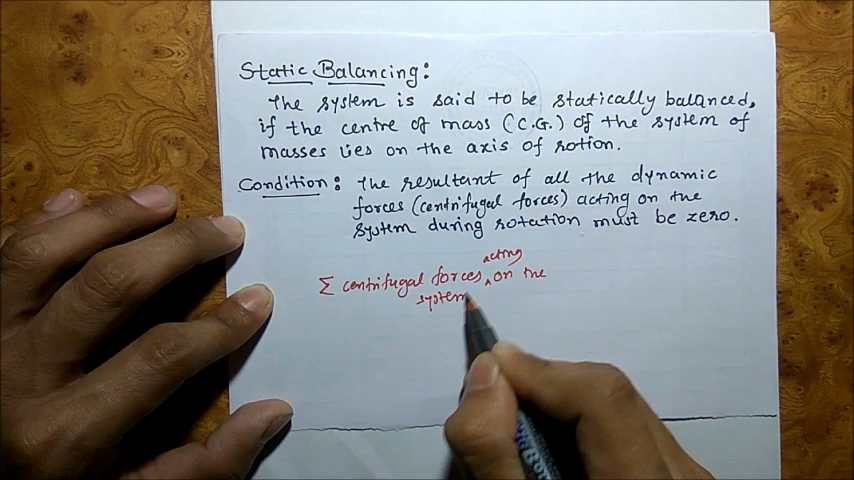 Static Balancing:
The system is said to be statically balanced,
if the centre of mass (C.G.) of the system of
masses lies on the axis of rotion.
Condition: The resultant of all the dynamic
forces (centrifugal forces) acting on the
system during rotation must be zero.
acting
Σ centrifugal forces ^ on the
system